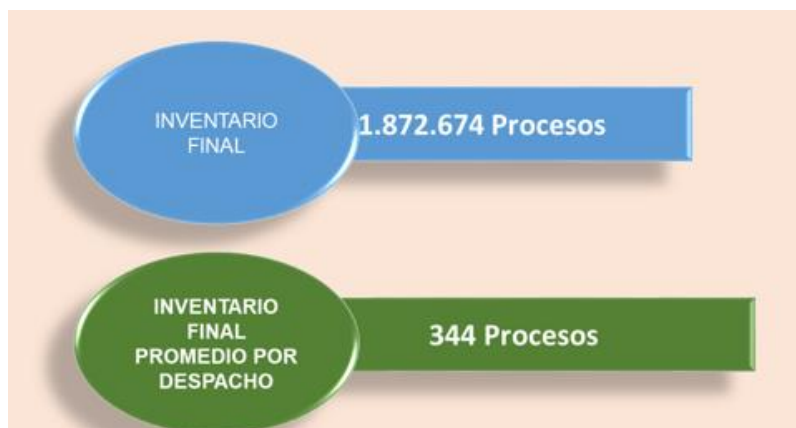 INVENTARIO
FINAL
1.872.674 Procesos
INVENTARIO
FINAL
PROMEDIO POR
DESPACHO
344 Procesos